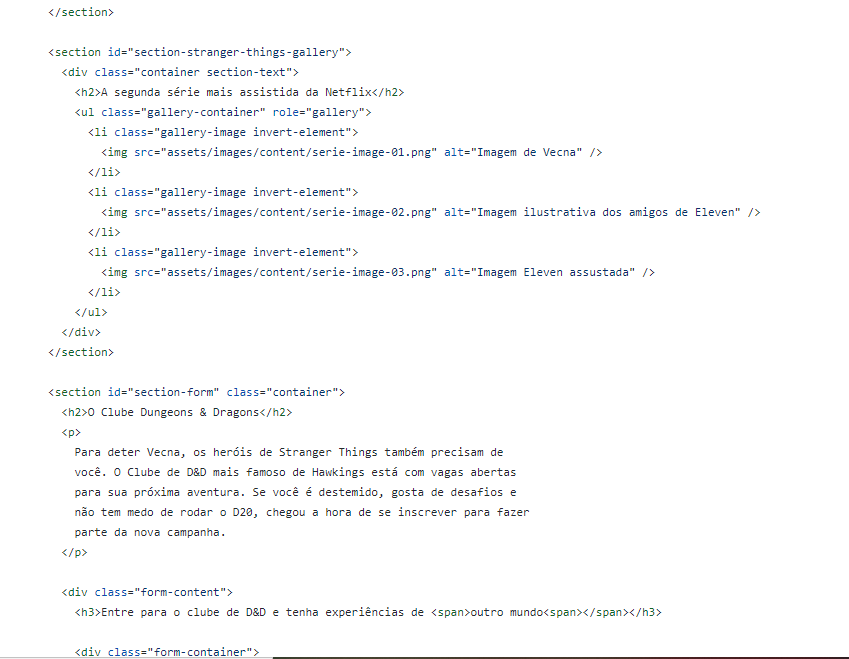 </section>
<section id="section-stranger-things-gallery">
<div class="container section-text">
<h2>A segunda série mais assistida da Netflix</h2>
<ul class="gallery-container" role="gallery">
<li class="gallery-image invert-element">
<img src="assets/images/content/serie-image-01.png" alt="Imagem de Vecna" />
</li>
<li class="gallery-image invert-element">
<img src="assets/images/content/serie-image-02.png" alt="Imagem ilustrativa dos amigos de Eleven" />
</li>
<li class="gallery-image invert-element">
<img src="assets/images/content/serie-image-03.png" alt="Imagem Eleven assustada" />
</li>
</ul>
</div>
</section>
<section id="section-form" class="container">
<h2>O Clube Dungeons & Dragons</h2>
<p>
Para deter Vecna, os heróis de Stranger Things também precisam de
você. O Clube de D&D mais famoso de Hawkings está com vagas abertas
para sua próxima aventura. Se você é destemido, gosta de desafios e
não tem medo de rodar o D20, chegou a hora de se inscrever para fazer
parte da nova campanha.
</p>
<div class="form-content">
<h3>Entre para o clube de D&D e tenha experiências de <span>outro mundo<span></span></h3>
<div class="form-container">